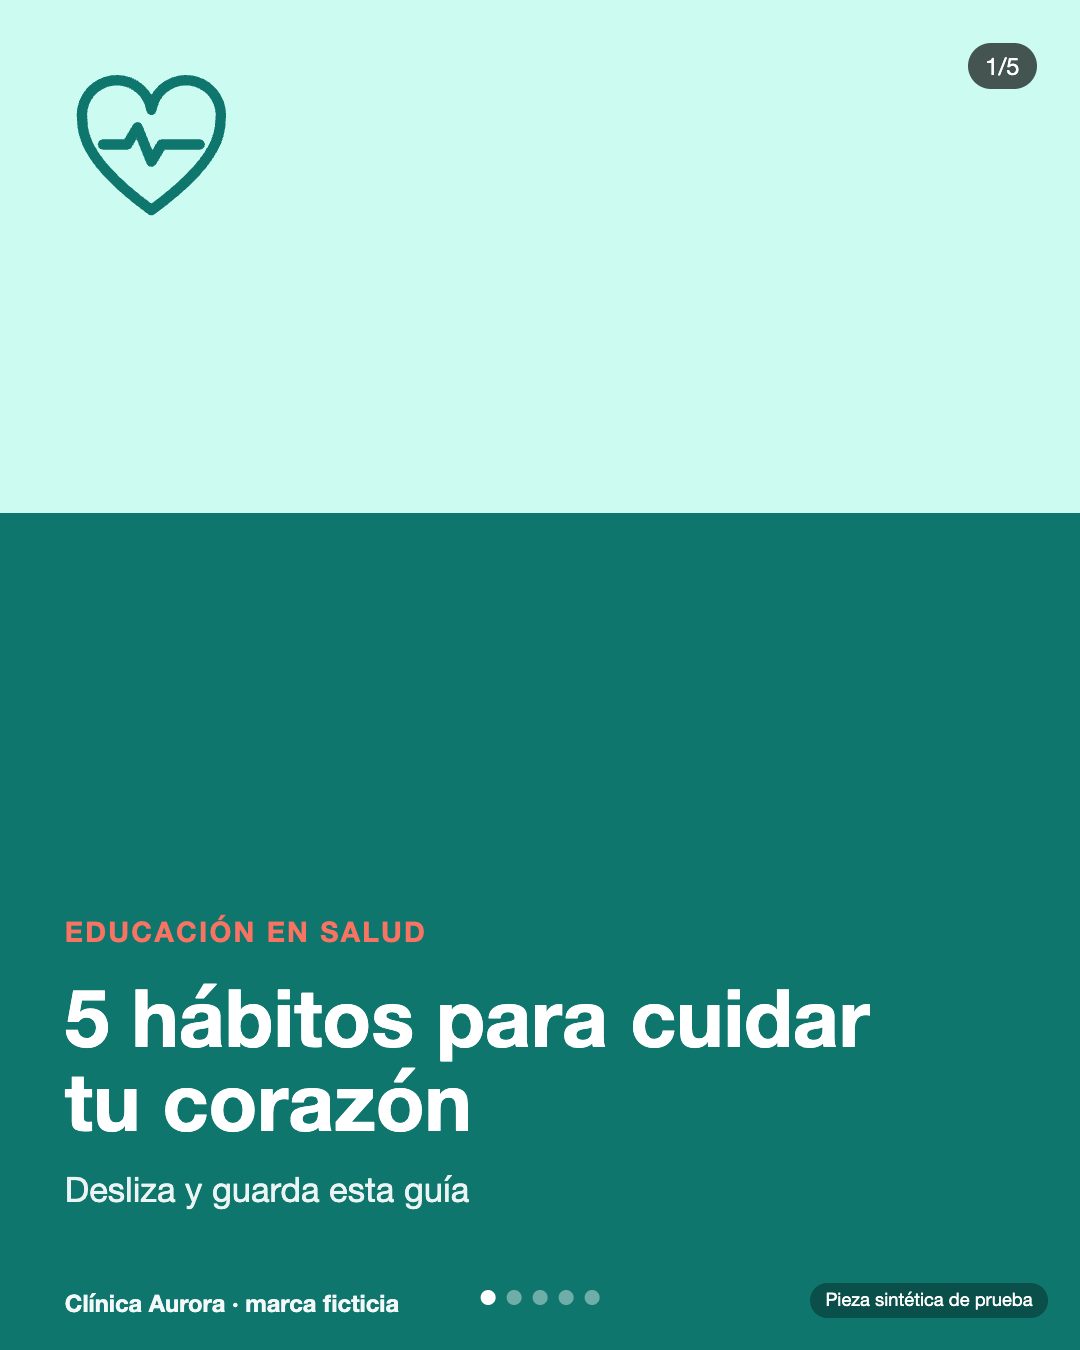 1/5
EDUCACIÓN EN SALUD
5 hábitos para cuidar
tu corazón
Desliza y guarda esta guía
Clínica Aurora · marca ficticia
Pieza sintética de prueba